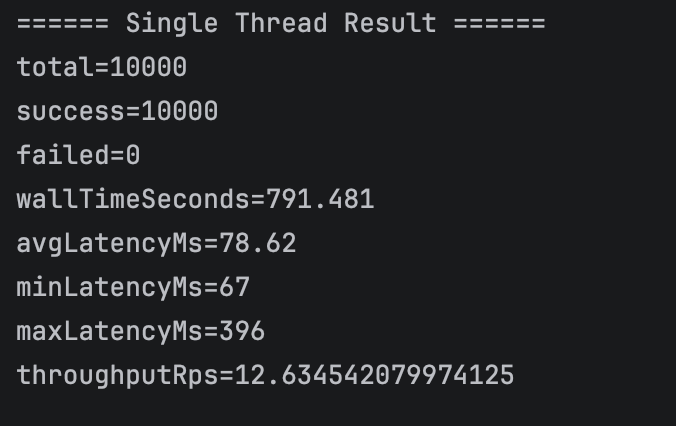 ====== Single Thread Result ======
total=10000
success=10000
failed=0
wallTimeSeconds=791.481
avgLatencyMs=78.62
minLatencyMs=67
maxLatencyMs=396
throughputRps=12.634542079974125